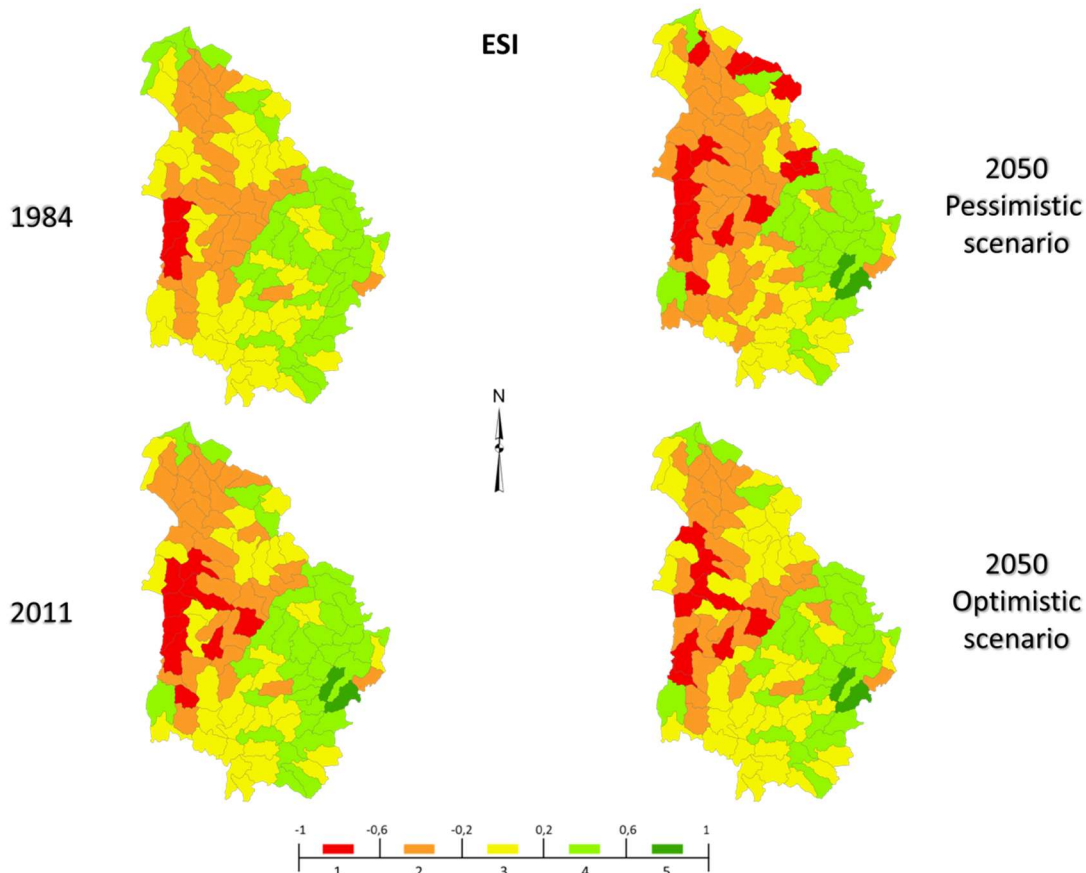 ESI
1984
2050
Pessimistic
scenario
N
2011
2050
Optimistic
scenario
-1 -0,6 -0,2 0,2 0,6 1
1 2 3 4 5